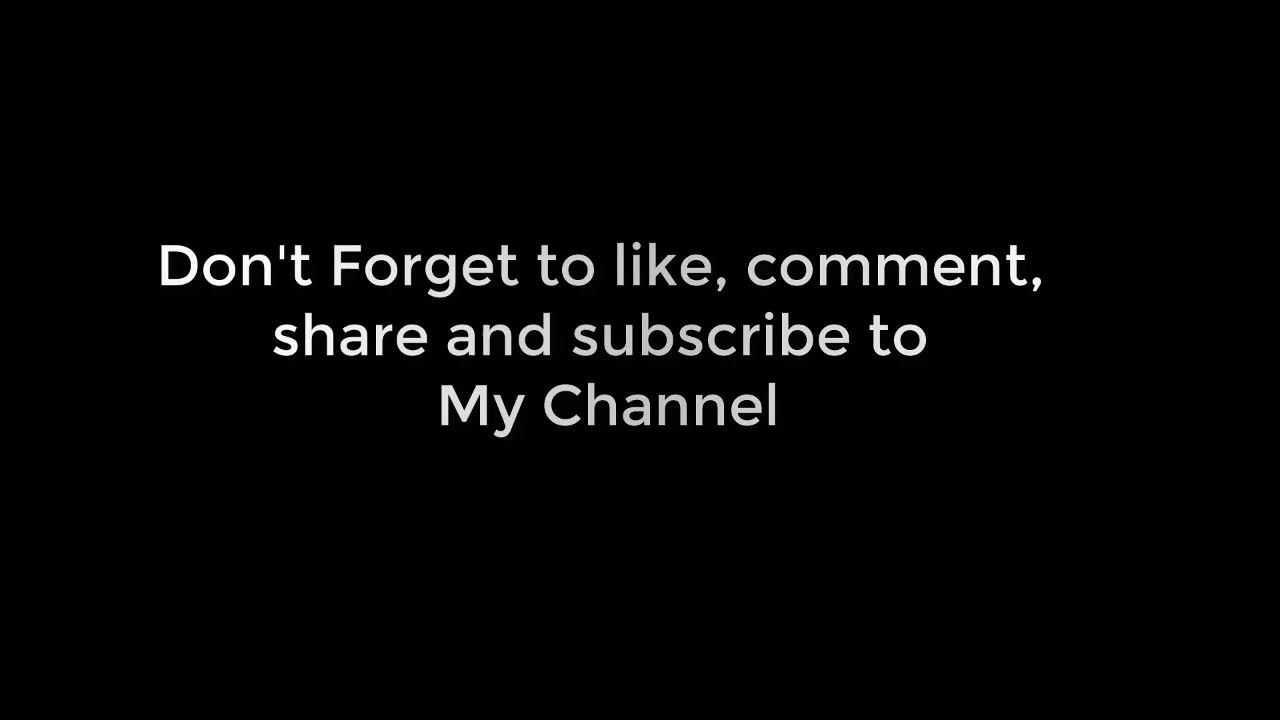 Don't Forget to like, comment,
share and subscribe to
My Channel